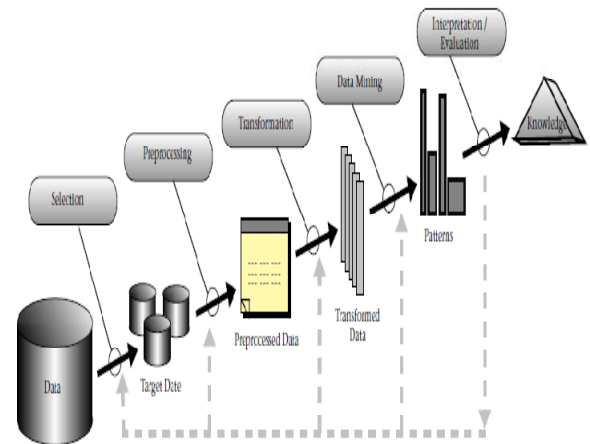 Interpretation /
Evaluation
Data Mining
Transformation
Preprocessing
Selection
Knowledge
Patterns
Transformed
Data
Preprocessed Data
Target Date
Data